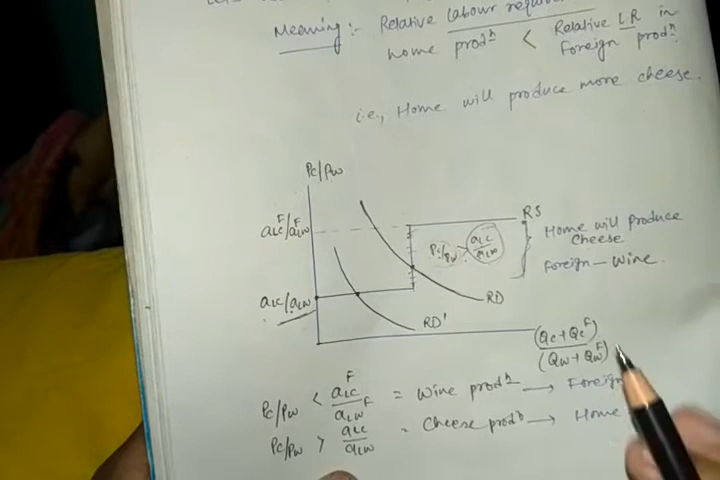 Meaning :- Relative labour
home prodⁿ < Relative LR in Foreign prodⁿ.
i.e., Home will produce more cheese.
Pc/Pw
aLC^F/aLW^F
RS
Pc/Pw aLC/aLW
Home will produce Cheese
Foreign – Wine.
aLC/aLW
RD
RD'
(Qc + Qc^F)/(Qw + Qw^F)
Pc/Pw < aLC^F/aLW^F = Wine prodⁿ → Foreign
Pc/Pw > aLC/aLW = Cheese prodⁿ → Home